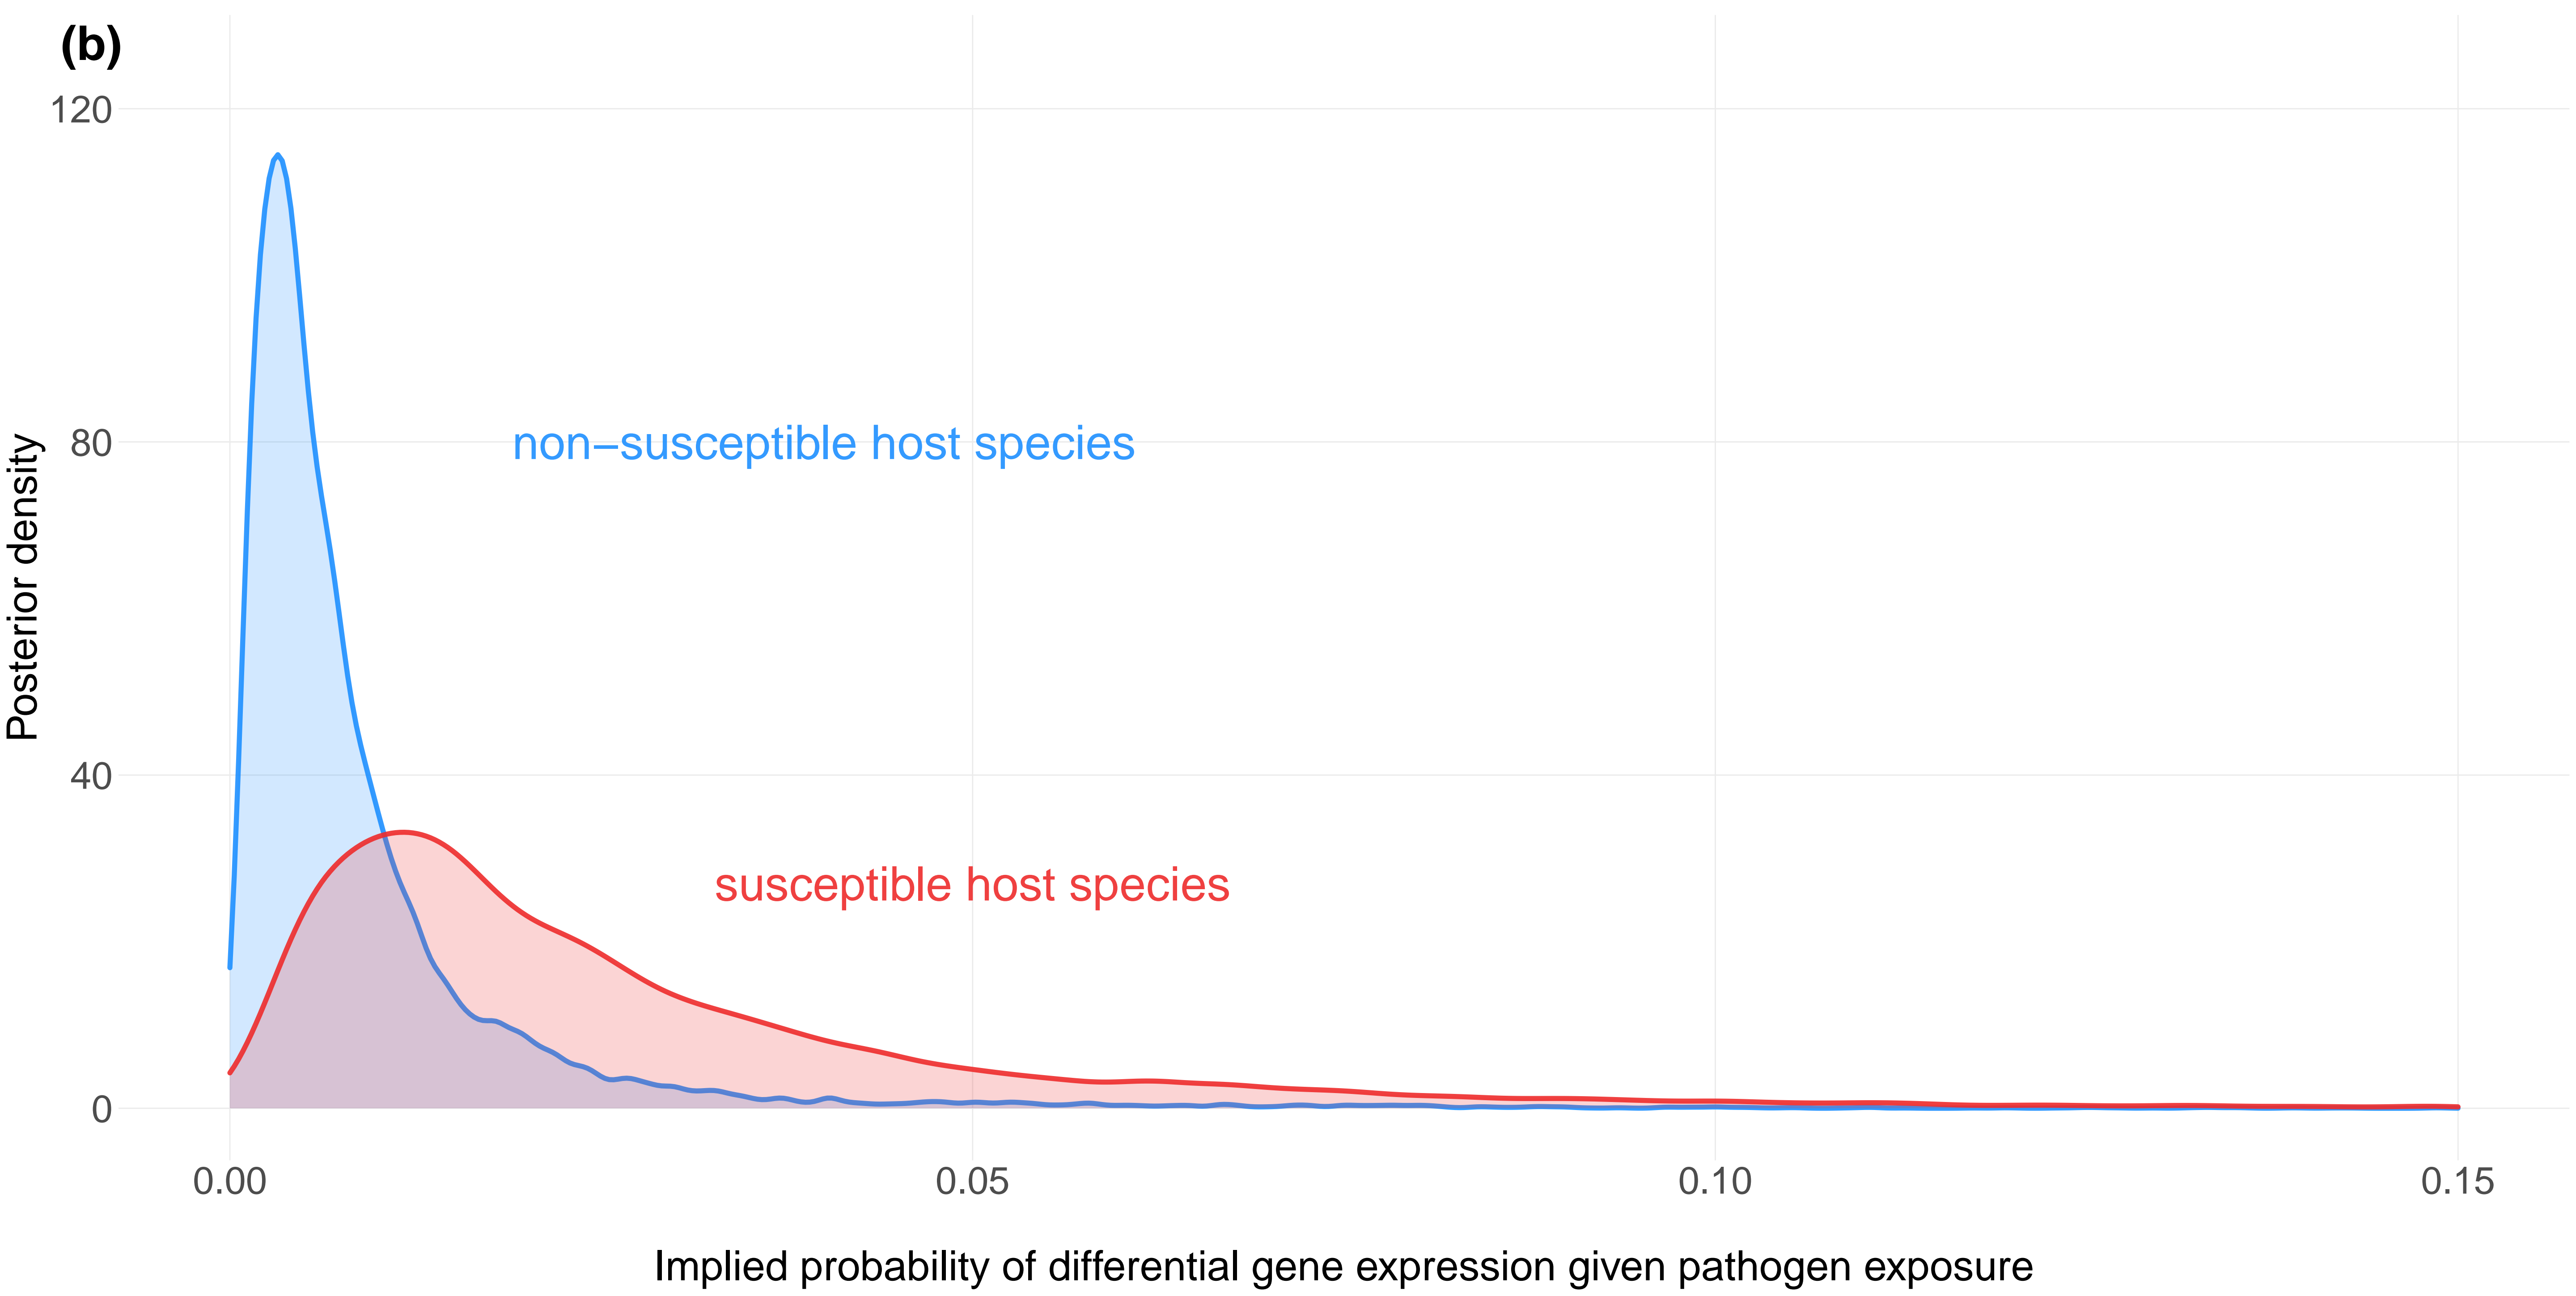 (b)
120
80
40
0
Posterior density
non−susceptible host species
susceptible host species
0.00 0.05 0.10 0.15
Implied probability of differential gene expression given pathogen exposure